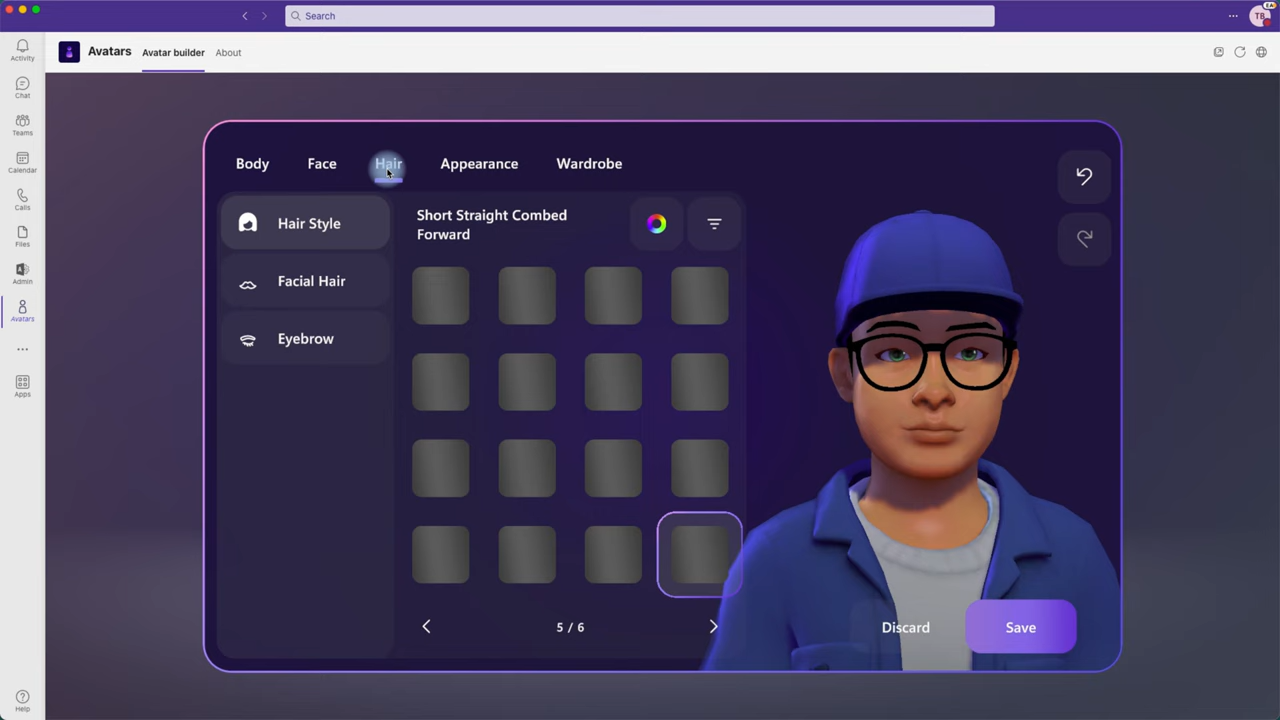 Search
TB
Activity
Chat
Teams
Calendar
Calls
Files
Admin
Avatars
Apps
Help
Avatars
Avatar builder
About
Body
Face
Hair
Appearance
Wardrobe
Hair Style
Facial Hair
Eyebrow
Short Straight Combed
Forward
5 / 6
Discard
Save